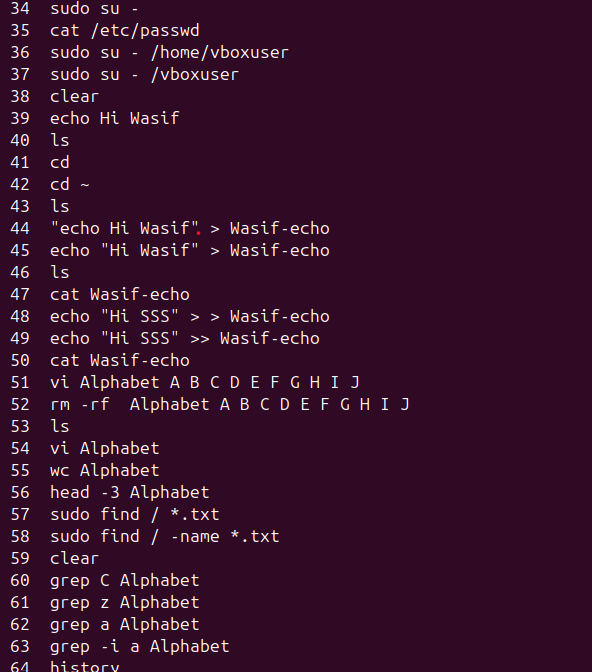 34 sudo su -
35 cat /etc/passwd
36 sudo su - /home/vboxuser
37 sudo su - /vboxuser
38 clear
39 echo Hi Wasif
40 ls
41 cd
42 cd ~
43 ls
44 "echo Hi Wasif" > Wasif-echo
45 echo "Hi Wasif" > Wasif-echo
46 ls
47 cat Wasif-echo
48 echo "Hi SSS" > > Wasif-echo
49 echo "Hi SSS" >> Wasif-echo
50 cat Wasif-echo
51 vi Alphabet A B C D E F G H I J
52 rm -rf  Alphabet A B C D E F G H I J
53 ls
54 vi Alphabet
55 wc Alphabet
56 head -3 Alphabet
57 sudo find / *.txt
58 sudo find / -name *.txt
59 clear
60 grep C Alphabet
61 grep z Alphabet
62 grep a Alphabet
63 grep -i a Alphabet
64 history